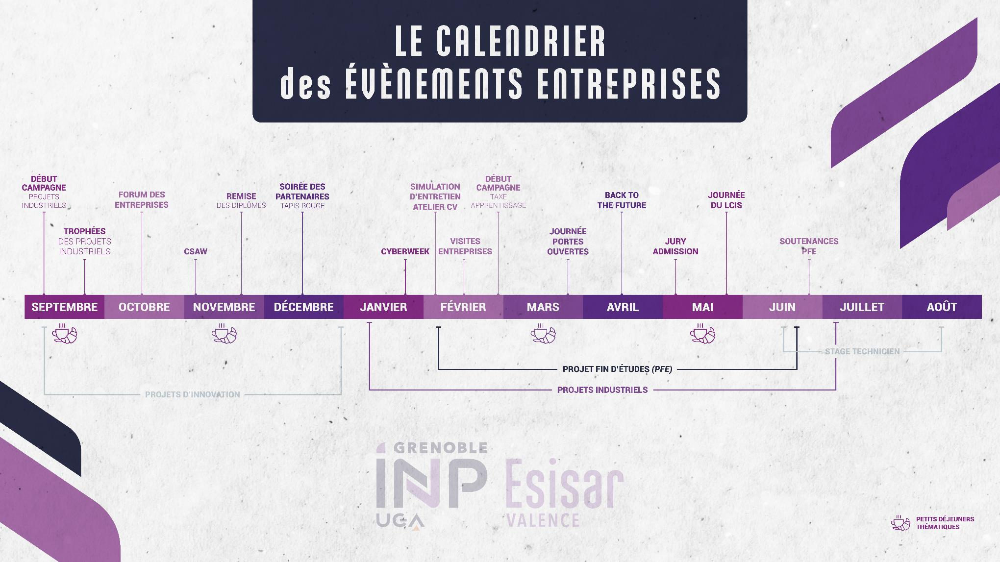 LE CALENDRIER
des ÉVÈNEMENTS ENTREPRISES
DÉBUT
CAMPAGNE
PROJETS
INDUSTRIELS
TROPHÉES
DES PROJETS
INDUSTRIELS
FORUM DES
ENTREPRISES
CSAW
REMISE
DES DIPLÔMES
SOIRÉE DES
PARTENAIRES
TAPIS ROUGE
CYBERWEEK
SIMULATION
D'ENTRETIEN
ATELIER CV
VISITES
ENTREPRISES
DÉBUT
CAMPAGNE
TAXE
APPRENTISSAGE
JOURNÉE
PORTES
OUVERTES
BACK TO
THE FUTURE
JURY
ADMISSION
JOURNÉE
DU LCIS
SOUTENANCES
PFE
SEPTEMBRE OCTOBRE NOVEMBRE DÉCEMBRE JANVIER FÉVRIER MARS AVRIL MAI JUIN JUILLET AOÛT
STAGE TECHNICIEN
PROJET FIN D'ÉTUDES (PFE)
PROJETS INDUSTRIELS
PROJETS D'INNOVATION
GRENOBLE
INP
UGA
Esisar
VALENCE
PETITS DÉJEUNERS
THÉMATIQUES